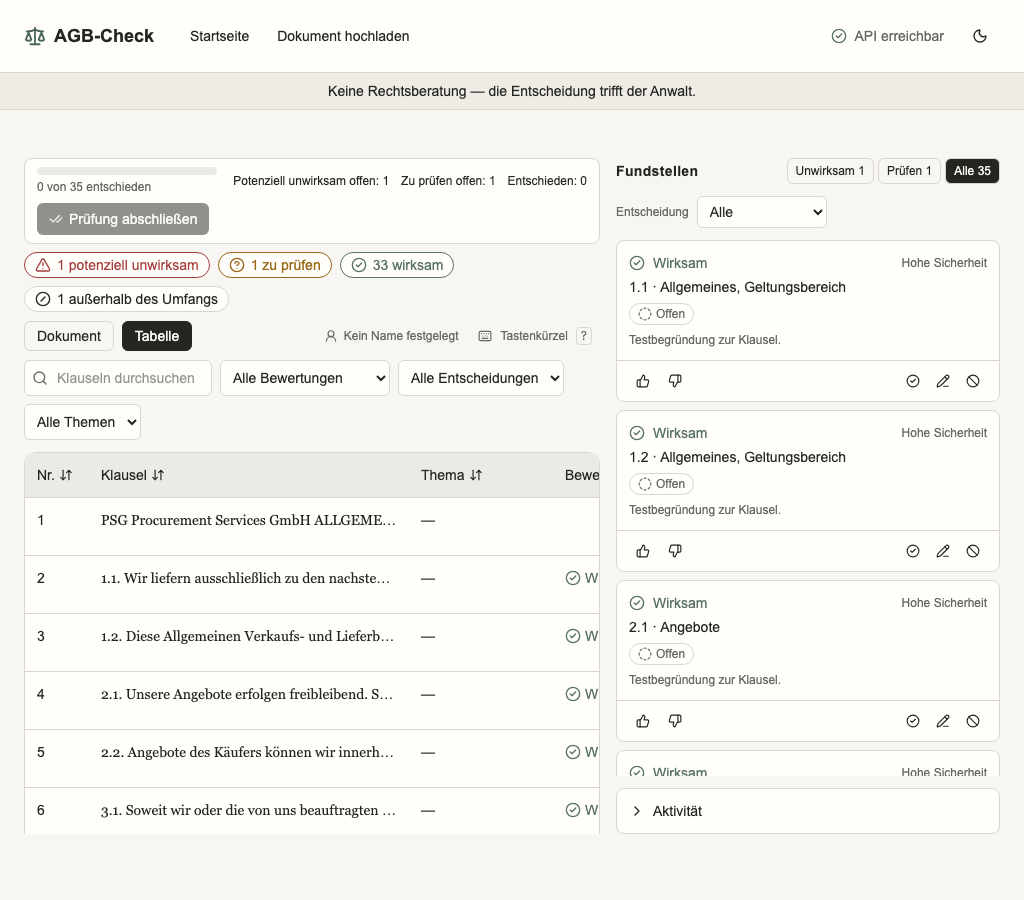 AGB-Check
Startseite
Dokument hochladen
API erreichbar
Keine Rechtsberatung — die Entscheidung trifft der Anwalt.
0 von 35 entschieden
Potenziell unwirksam offen: 1
Zu prüfen offen: 1
Entschieden: 0
Prüfung abschließen
1 potenziell unwirksam
1 zu prüfen
33 wirksam
1 außerhalb des Umfangs
Dokument
Tabelle
Kein Name festgelegt
Tastenkürzel
?
Klauseln durchsuchen
Alle Bewertungen
Alle Entscheidungen
Alle Themen
Nr.
Klausel
Thema
Bewe
1
PSG Procurement Services GmbH ALLGEME…
—
2
1.1. Wir liefern ausschließlich zu den nachste…
—
W
3
1.2. Diese Allgemeinen Verkaufs- und Lieferb…
—
W
4
2.1. Unsere Angebote erfolgen freibleibend. S…
—
W
5
2.2. Angebote des Käufers können wir innerh…
—
W
6
3.1. Soweit wir oder die von uns beauftragten …
—
W
Fundstellen
Unwirksam 1
Prüfen 1
Alle 35
Entscheidung
Alle
Wirksam
Hohe Sicherheit
1.1 · Allgemeines, Geltungsbereich
Offen
Testbegründung zur Klausel.
Wirksam
Hohe Sicherheit
1.2 · Allgemeines, Geltungsbereich
Offen
Testbegründung zur Klausel.
Wirksam
Hohe Sicherheit
2.1 · Angebote
Offen
Testbegründung zur Klausel.
Wirksam
Hohe Sicherheit
Aktivität